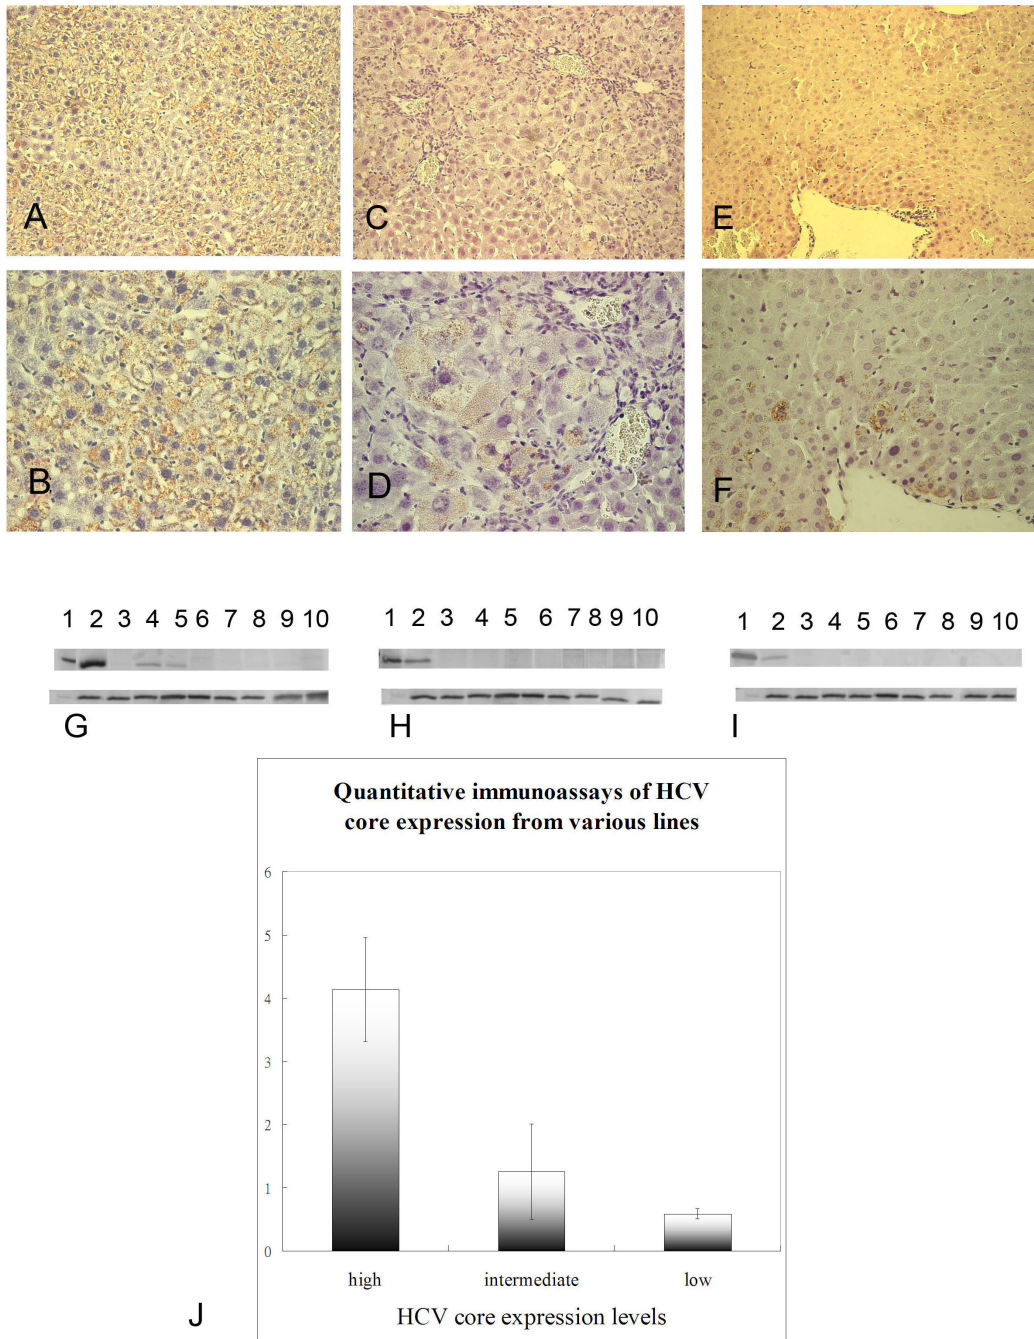 A
C
E
B
D
F
1 2 3 4 5 6 7 8 9 10
1 2 3 4 5 6 7 8 9 10
1 2 3 4 5 6 7 8 9 10
G
H
I
Quantitative immunoassays of HCV
core expression from various lines
6
5
4
3
2
1
0
high intermediate low
HCV core expression levels
J